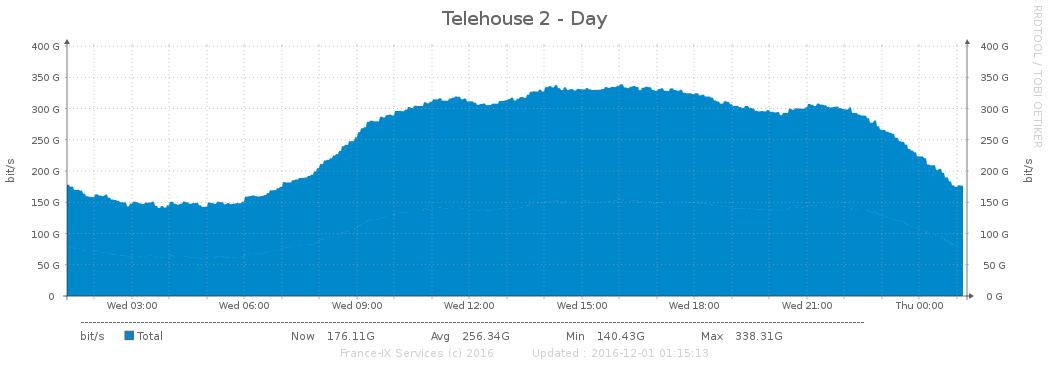 Telehouse 2 - Day
RRDTOOL / TOBI OETIKER
bit/s
400 G 400 G
350 G 350 G
300 G 300 G
250 G 250 G
200 G 200 G
150 G 150 G
100 G 100 G
50 G 50 G
0 0 G
bit/s
Wed 03:00 Wed 06:00 Wed 09:00 Wed 12:00 Wed 15:00 Wed 18:00 Wed 21:00 Thu 00:00
bit/s Total Now 176.11G Avg 256.34G Min 140.43G Max 338.31G
France-IX Services (c) 2016 Updated : 2016-12-01 01:15:13